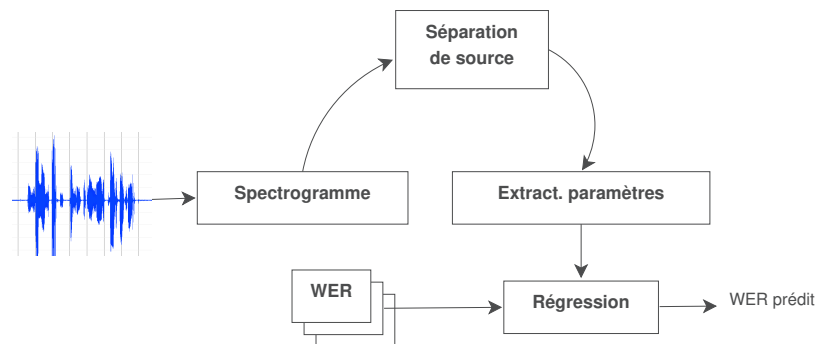 Séparation
de source
Spectrogramme
Extract. paramètres
WER
Régression
WER prédit